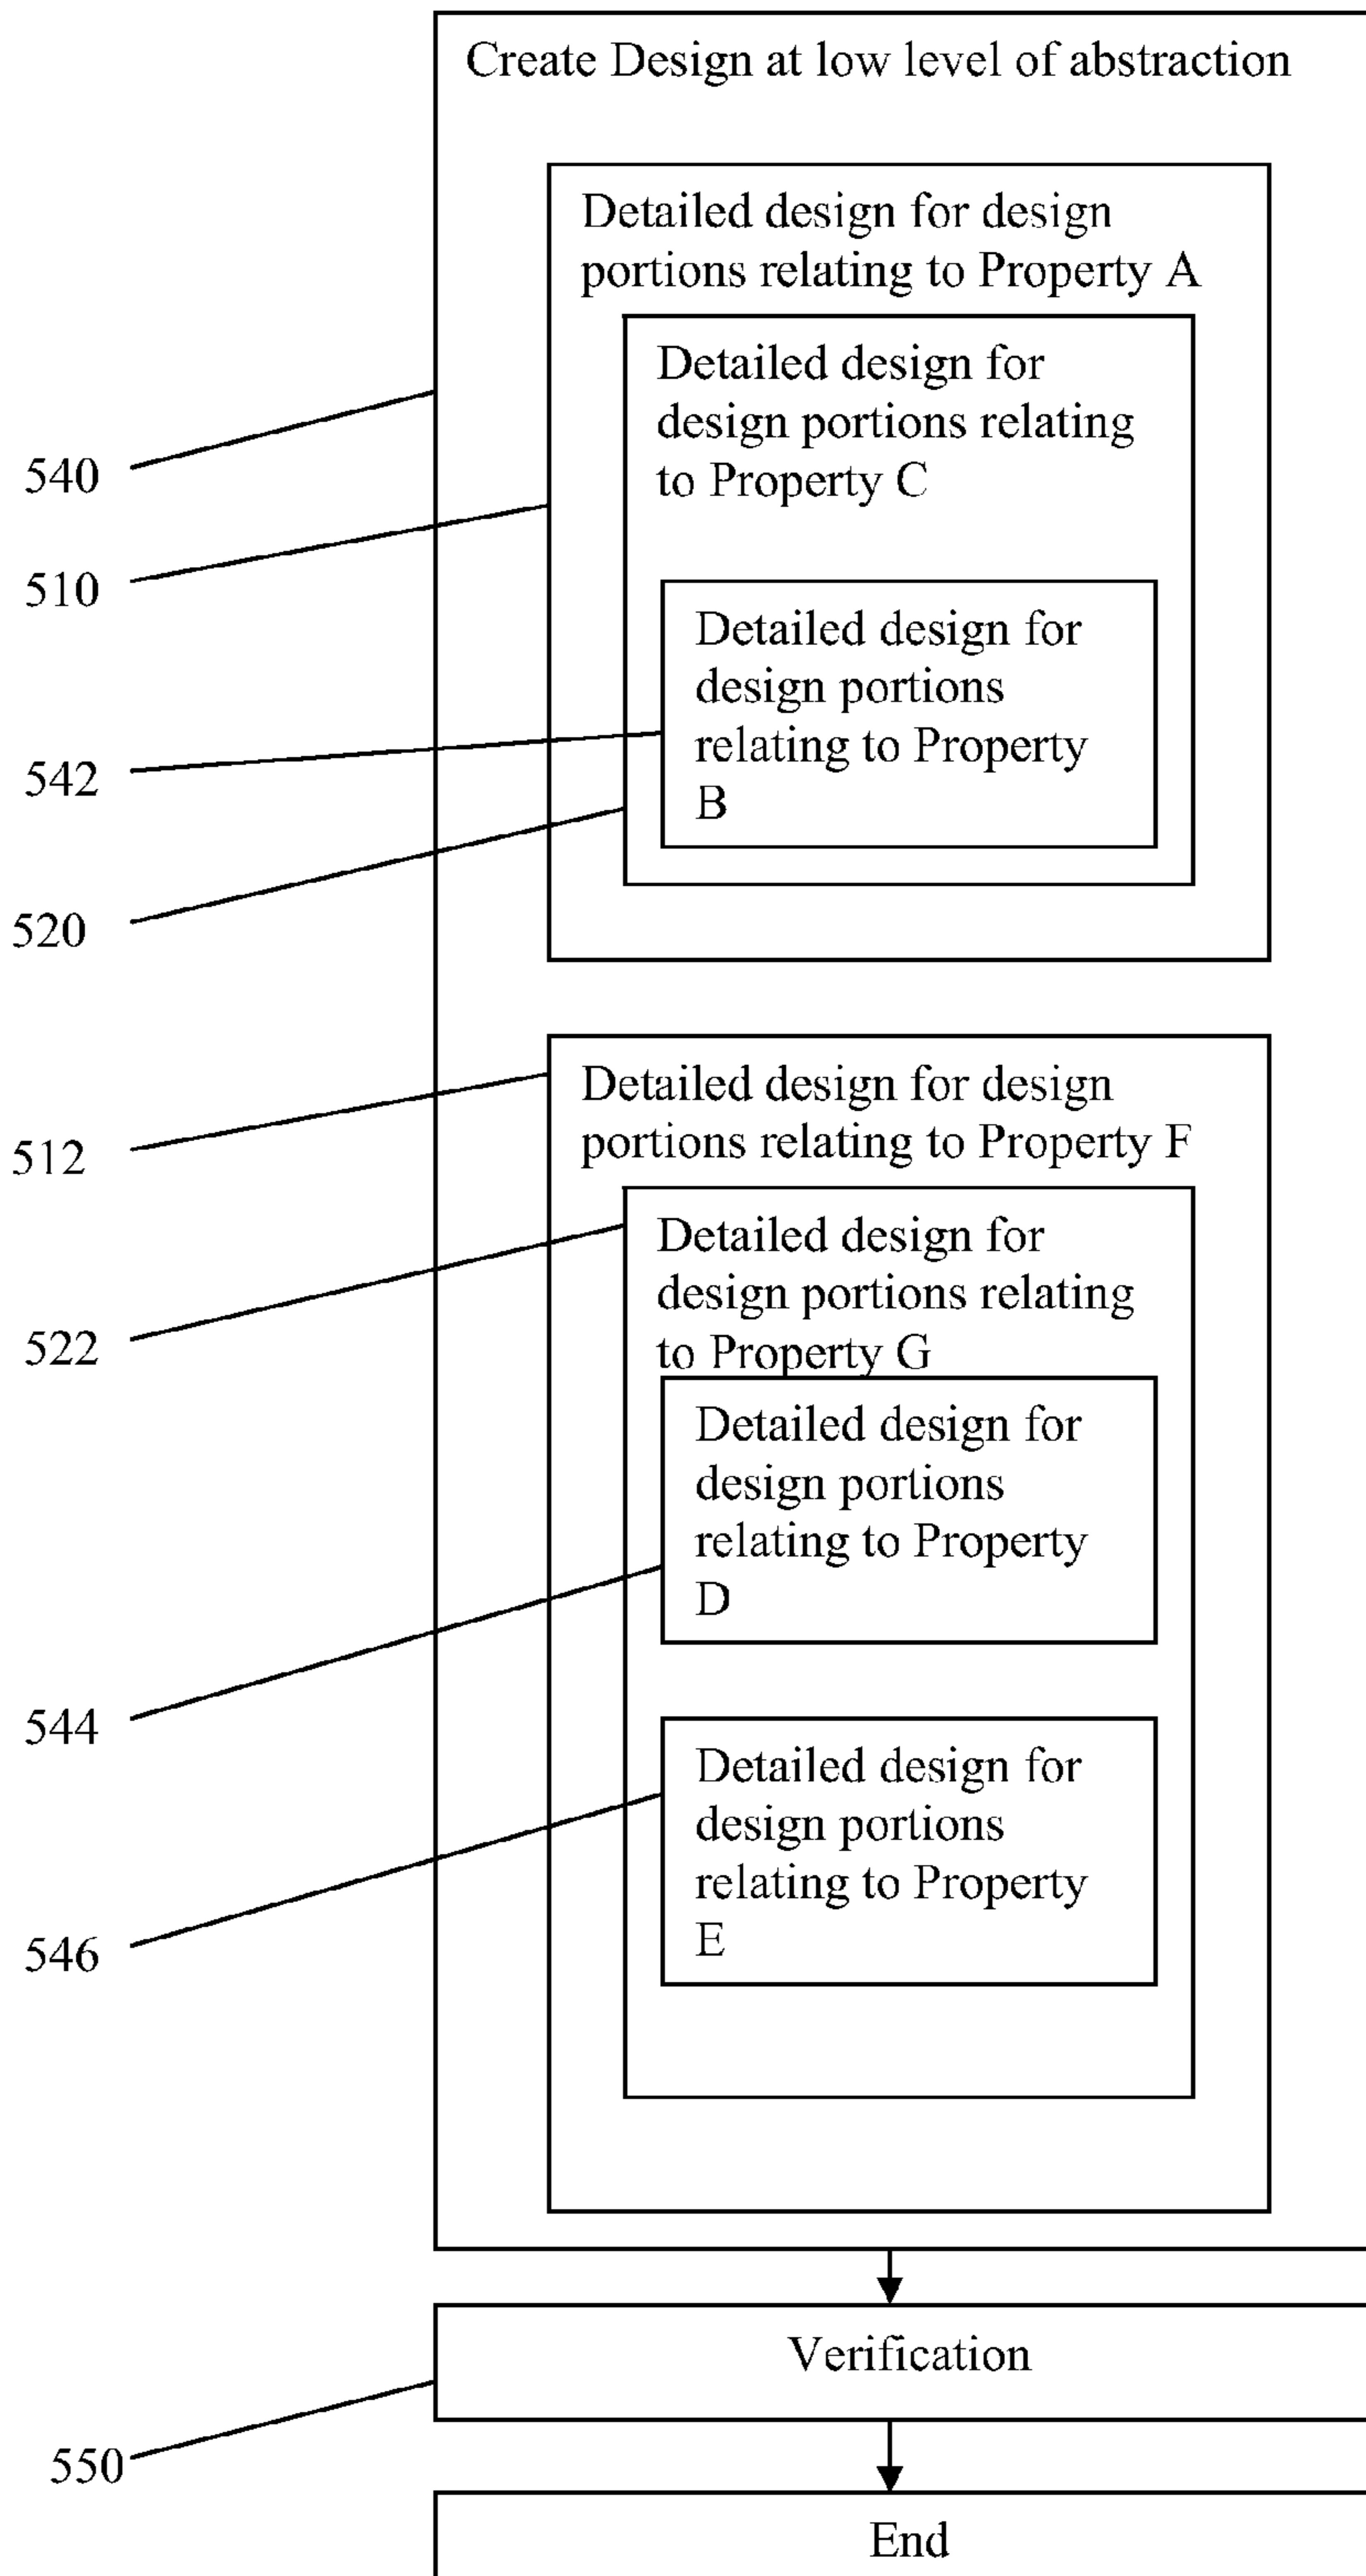 Create Design at low level of abstraction
Detailed design for design
portions relating to Property A
Detailed design for
design portions relating
to Property C
540
510
Detailed design for
design portions
relating to Property
B
542
520
Detailed design for design
portions relating to Property F
512
Detailed design for
design portions relating
to Property G
522
Detailed design for
design portions
relating to Property
D
544
Detailed design for
design portions
relating to Property
E
546
Verification
550
End